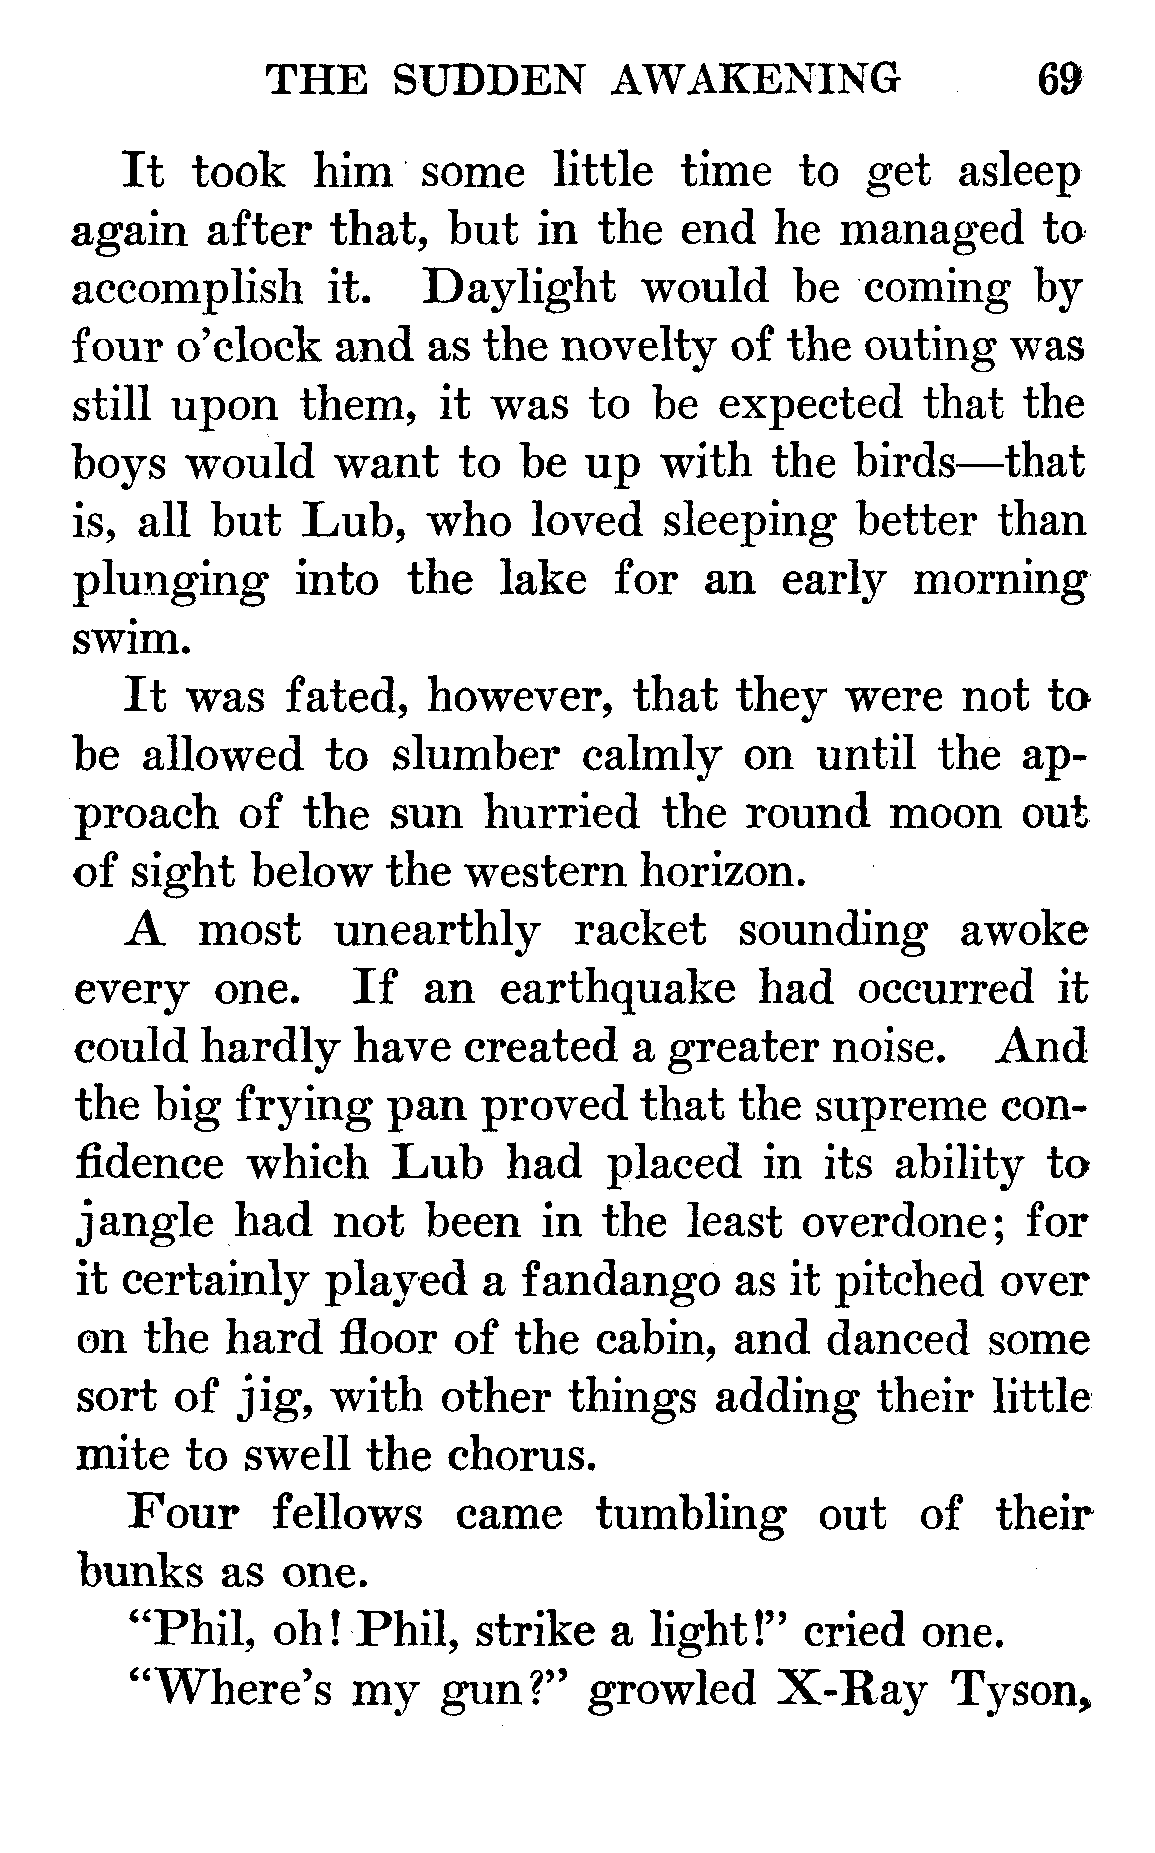 THE SUDDEN AWAKENING 69
It took him some little time to get asleep
again after that, but in the end he managed to
accomplish it. Daylight would be coming by
four o’clock and as the novelty of the outing was
still upon them, it was to be expected that the
boys would want to be up with the birds—that
is, all but Lub, who loved sleeping better than
plunging into the lake for an early morning
swim.
It was fated, however, that they were not to
be allowed to slumber calmly on until the ap-
proach of the sun hurried the round moon out
of sight below the western horizon.
A most unearthly racket sounding awoke
every one. If an earthquake had occurred it
could hardly have created a greater noise. And
the big frying pan proved that the supreme con-
fidence which Lub had placed in its ability to
jangle had not been in the least overdone; for
it certainly played a fandango as it pitched over
on the hard floor of the cabin, and danced some
sort of jig, with other things adding their little
mite to swell the chorus.
Four fellows came tumbling out of their
bunks as one.
“Phil, oh! Phil, strike a light!” cried one.
“Where’s my gun?” growled X-Ray Tyson,